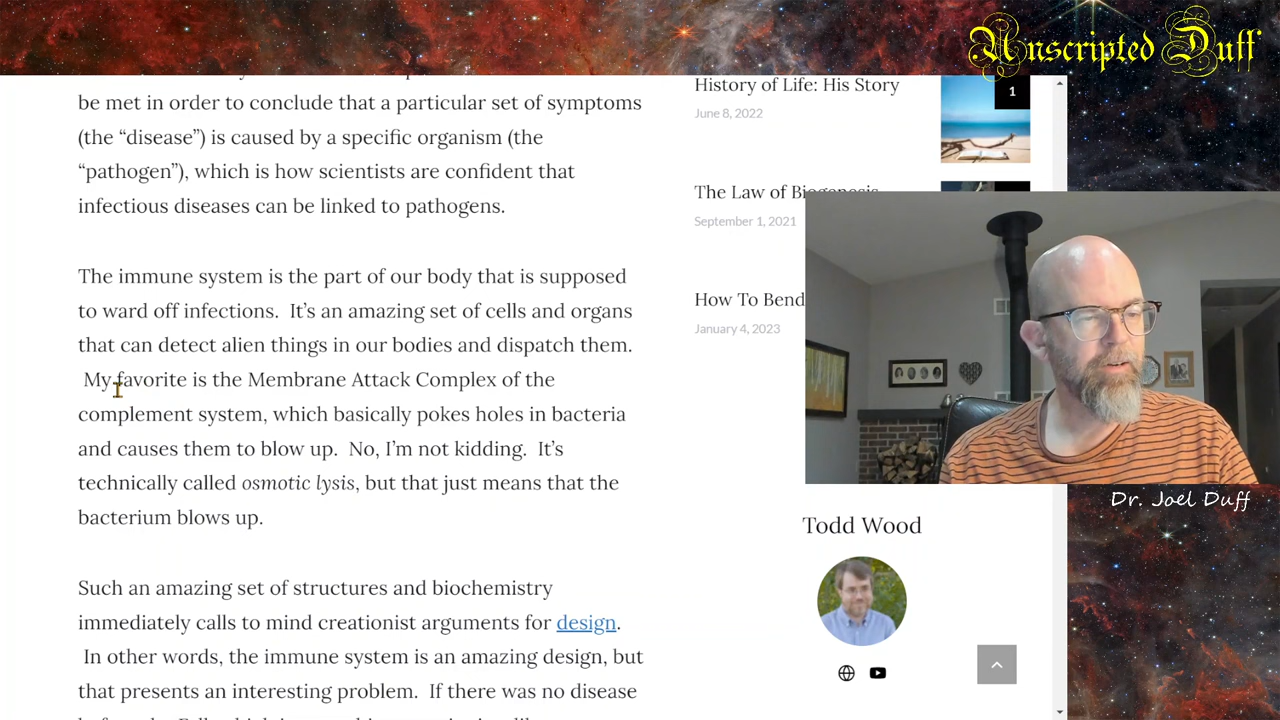 Unscripted Duff
be met in order to conclude that a particular set of symptoms
(the “disease”) is caused by a specific organism (the
“pathogen”), which is how scientists are confident that
infectious diseases can be linked to pathogens.
The immune system is the part of our body that is supposed
to ward off infections.  It’s an amazing set of cells and organs
that can detect alien things in our bodies and dispatch them.
My favorite is the Membrane Attack Complex of the
complement system, which basically pokes holes in bacteria
and causes them to blow up.  No, I’m not kidding.  It’s
technically called osmotic lysis, but that just means that the
bacterium blows up.
Such an amazing set of structures and biochemistry
immediately calls to mind creationist arguments for design.
In other words, the immune system is an amazing design, but
that presents an interesting problem.  If there was no disease
History of Life: His Story
June 8, 2022
1
The Law of Biogenesis
September 1, 2021
How To Bend
January 4, 2023
Dr. Joel Duff
Todd Wood